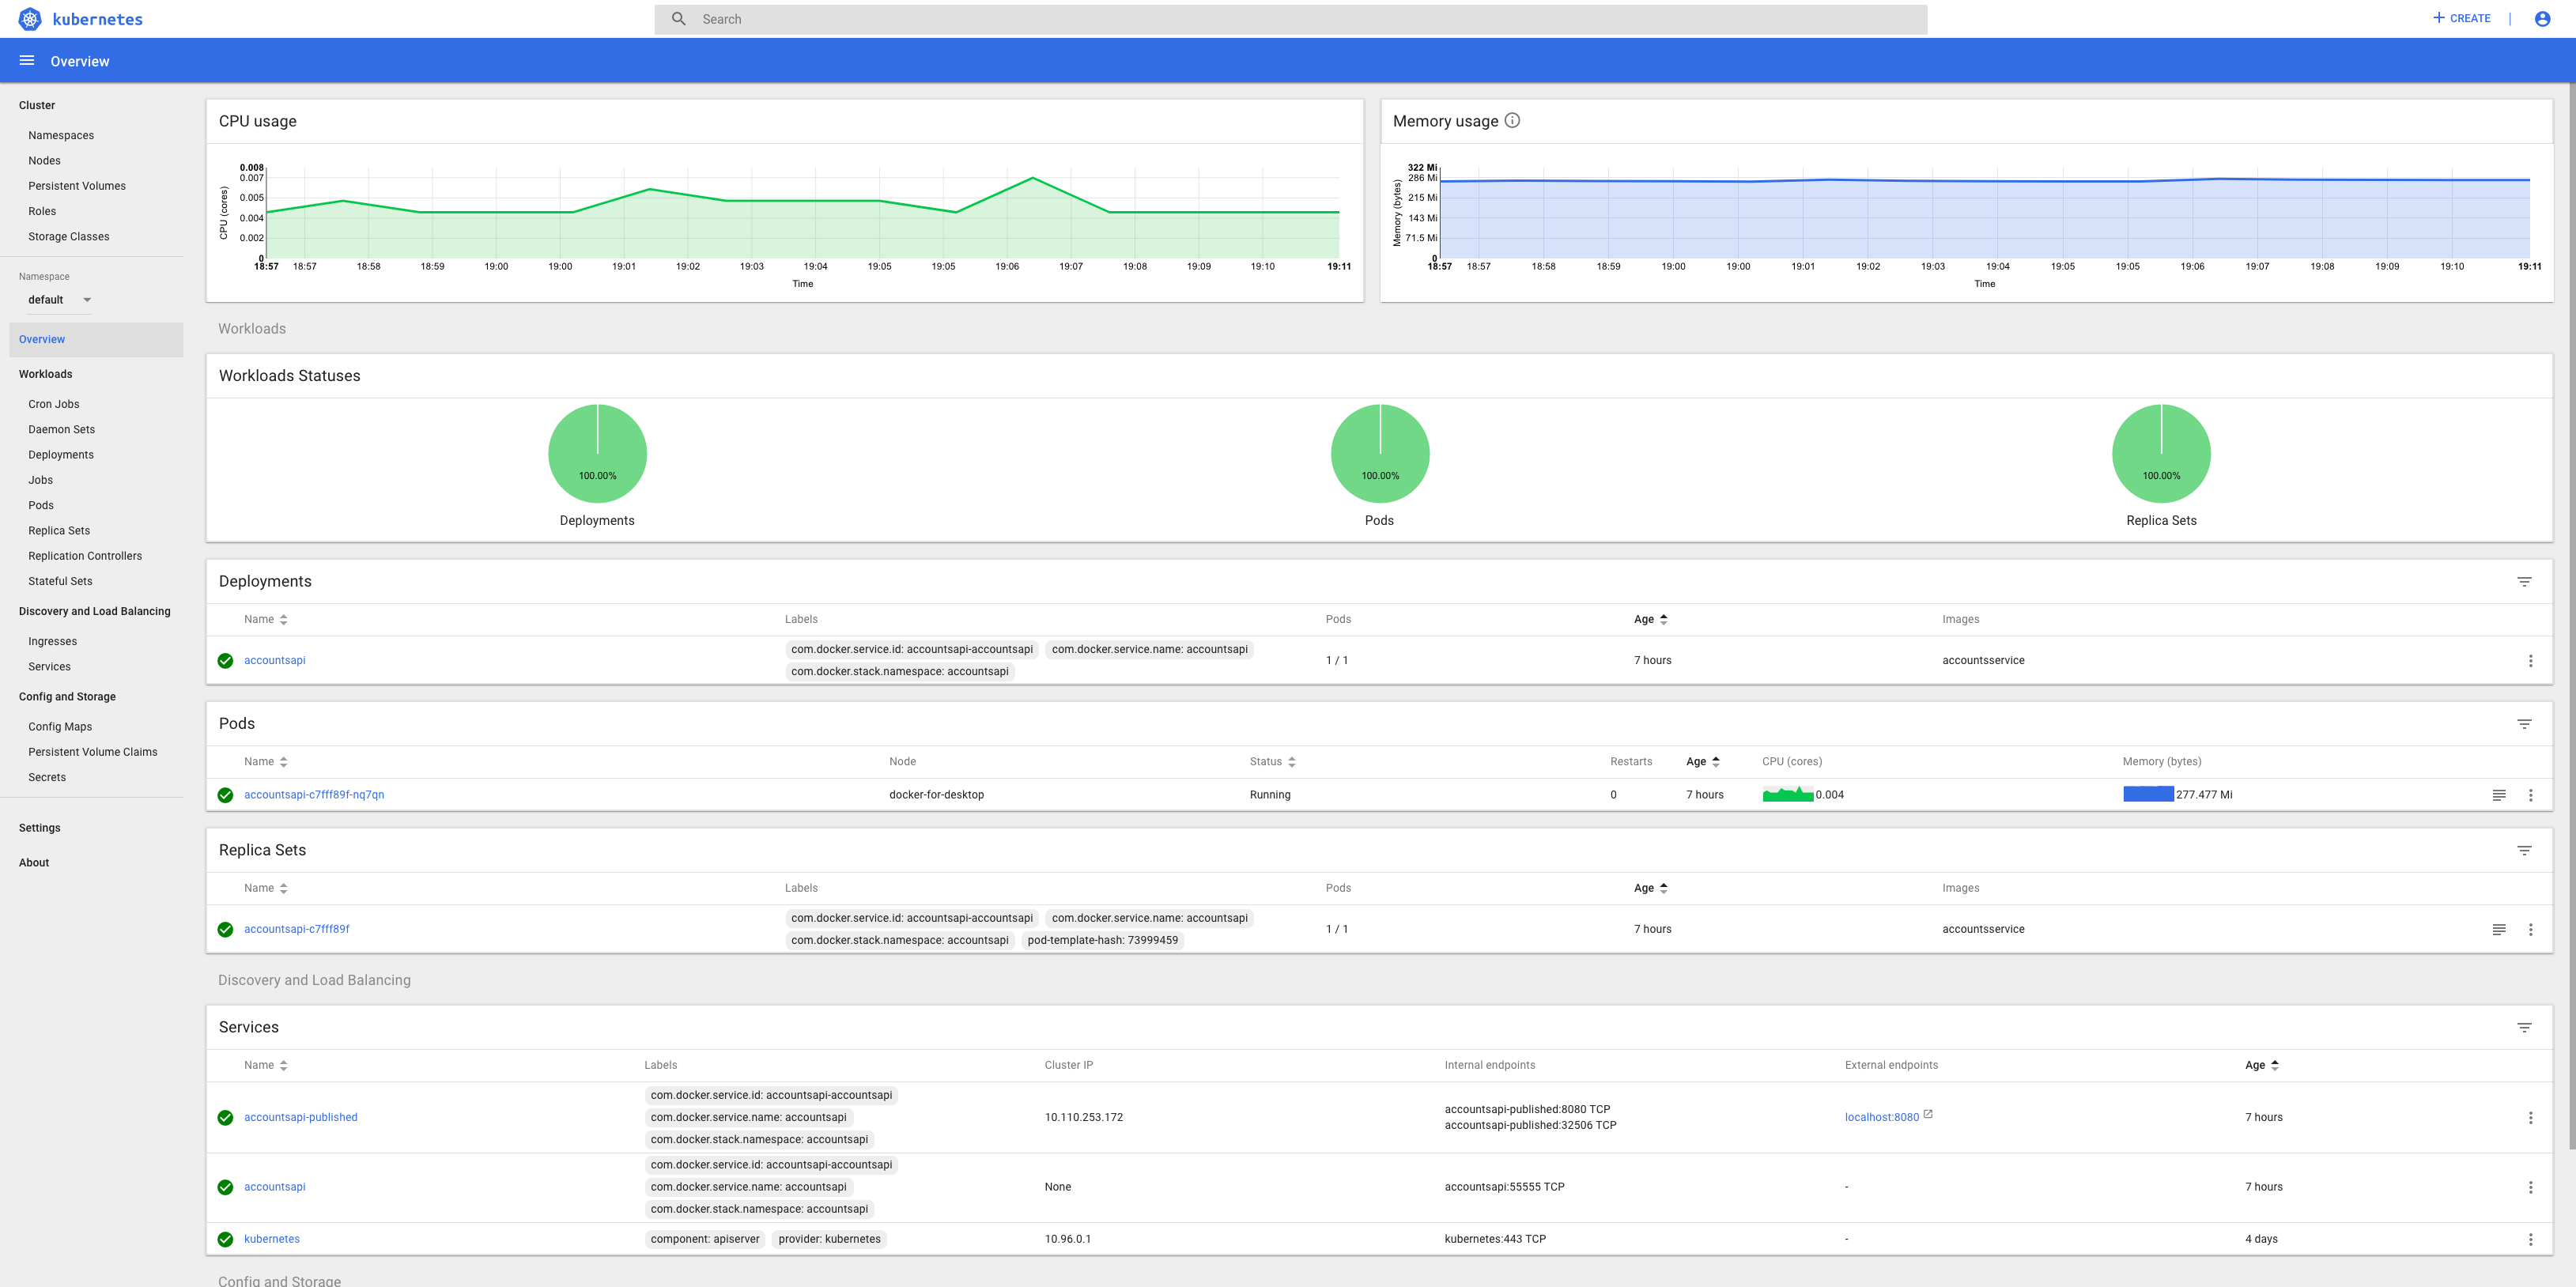 kubernetes
Search
CREATE |
Overview
Cluster
Namespaces
Nodes
Persistent Volumes
Roles
Storage Classes
Namespace
default
Overview
Workloads
Cron Jobs
Daemon Sets
Deployments
Jobs
Pods
Replica Sets
Replication Controllers
Stateful Sets
Discovery and Load Balancing
Ingresses
Services
Config and Storage
Config Maps
Persistent Volume Claims
Secrets
Settings
About
CPU usage
CPU (cores)
0.008
0.007
0.005
0.004
0.002
0
18:57 18:57 18:58 18:59 19:00 19:00 19:01 19:02 19:03 19:04 19:05 19:05 19:06 19:07 19:08 19:09 19:10 19:11
Time
Memory usage
Memory (bytes)
322 Mi
286 Mi
215 Mi
143 Mi
71.5 Mi
0
18:57 18:57 18:58 18:59 19:00 19:00 19:01 19:02 19:03 19:04 19:05 19:05 19:06 19:07 19:08 19:09 19:10 19:11
Time
Workloads
Workloads Statuses
100.00% 100.00% 100.00%
Deployments Pods Replica Sets
Deployments
Name Labels Pods Age Images
accountsapi
com.docker.service.id: accountsapi-accountsapi com.docker.service.name: accountsapi
com.docker.stack.namespace: accountsapi
1 / 1 7 hours accountsservice
Pods
Name Node Status Restarts Age CPU (cores) Memory (bytes)
accountsapi-c7fff89f-nq7qn docker-for-desktop Running 0 7 hours 0.004 277.477 Mi
Replica Sets
Name Labels Pods Age Images
accountsapi-c7fff89f
com.docker.service.id: accountsapi-accountsapi com.docker.service.name: accountsapi
com.docker.stack.namespace: accountsapi pod-template-hash: 73999459
1 / 1 7 hours accountsservice
Discovery and Load Balancing
Services
Name Labels Cluster IP Internal endpoints External endpoints Age
accountsapi-published
com.docker.service.id: accountsapi-accountsapi
com.docker.service.name: accountsapi
com.docker.stack.namespace: accountsapi
10.110.253.172
accountsapi-published:8080 TCP
accountsapi-published:32506 TCP
localhost:8080
7 hours
accountsapi
com.docker.service.id: accountsapi-accountsapi
com.docker.service.name: accountsapi
com.docker.stack.namespace: accountsapi
None accountsapi:55555 TCP - 7 hours
kubernetes component: apiserver provider: kubernetes 10.96.0.1 kubernetes:443 TCP - 4 days
Config and Storage